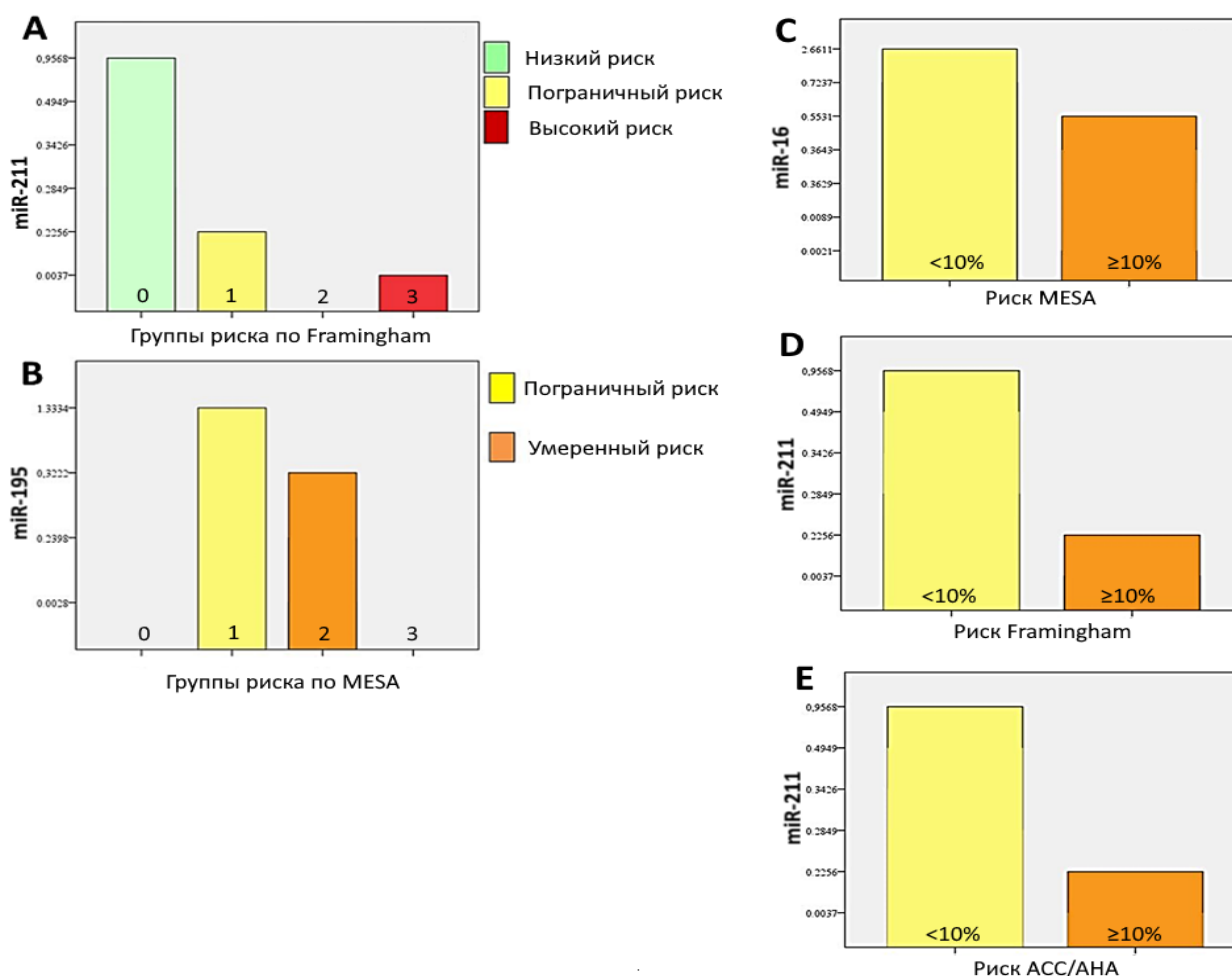 A
0,9568
0.4949
0.3426
0.2849
0.2256
0.0037
miR-211
0
1
2
3
Группы риска по Framingham
Низкий риск
Пограничный риск
Высокий риск
B
1.3334
0,3222
0.2398
0.0028
miR-195
0
1
2
3
Группы риска по MESA
Пограничный риск
Умеренный риск
C
2.6611
0.7237
0.5531
0.3643
0.3629
0.0089
0.0021
miR-16
<10%
≥10%
Риск MESA
D
0,9568
0.4949
0.3426
0.2849
0.2256
0.0037
miR-211
<10%
≥10%
Риск Framingham
E
0,9568
0.4949
0.3426
0.2849
0.2256
0.0037
miR-211
<10%
≥10%
Риск ACC/AHA